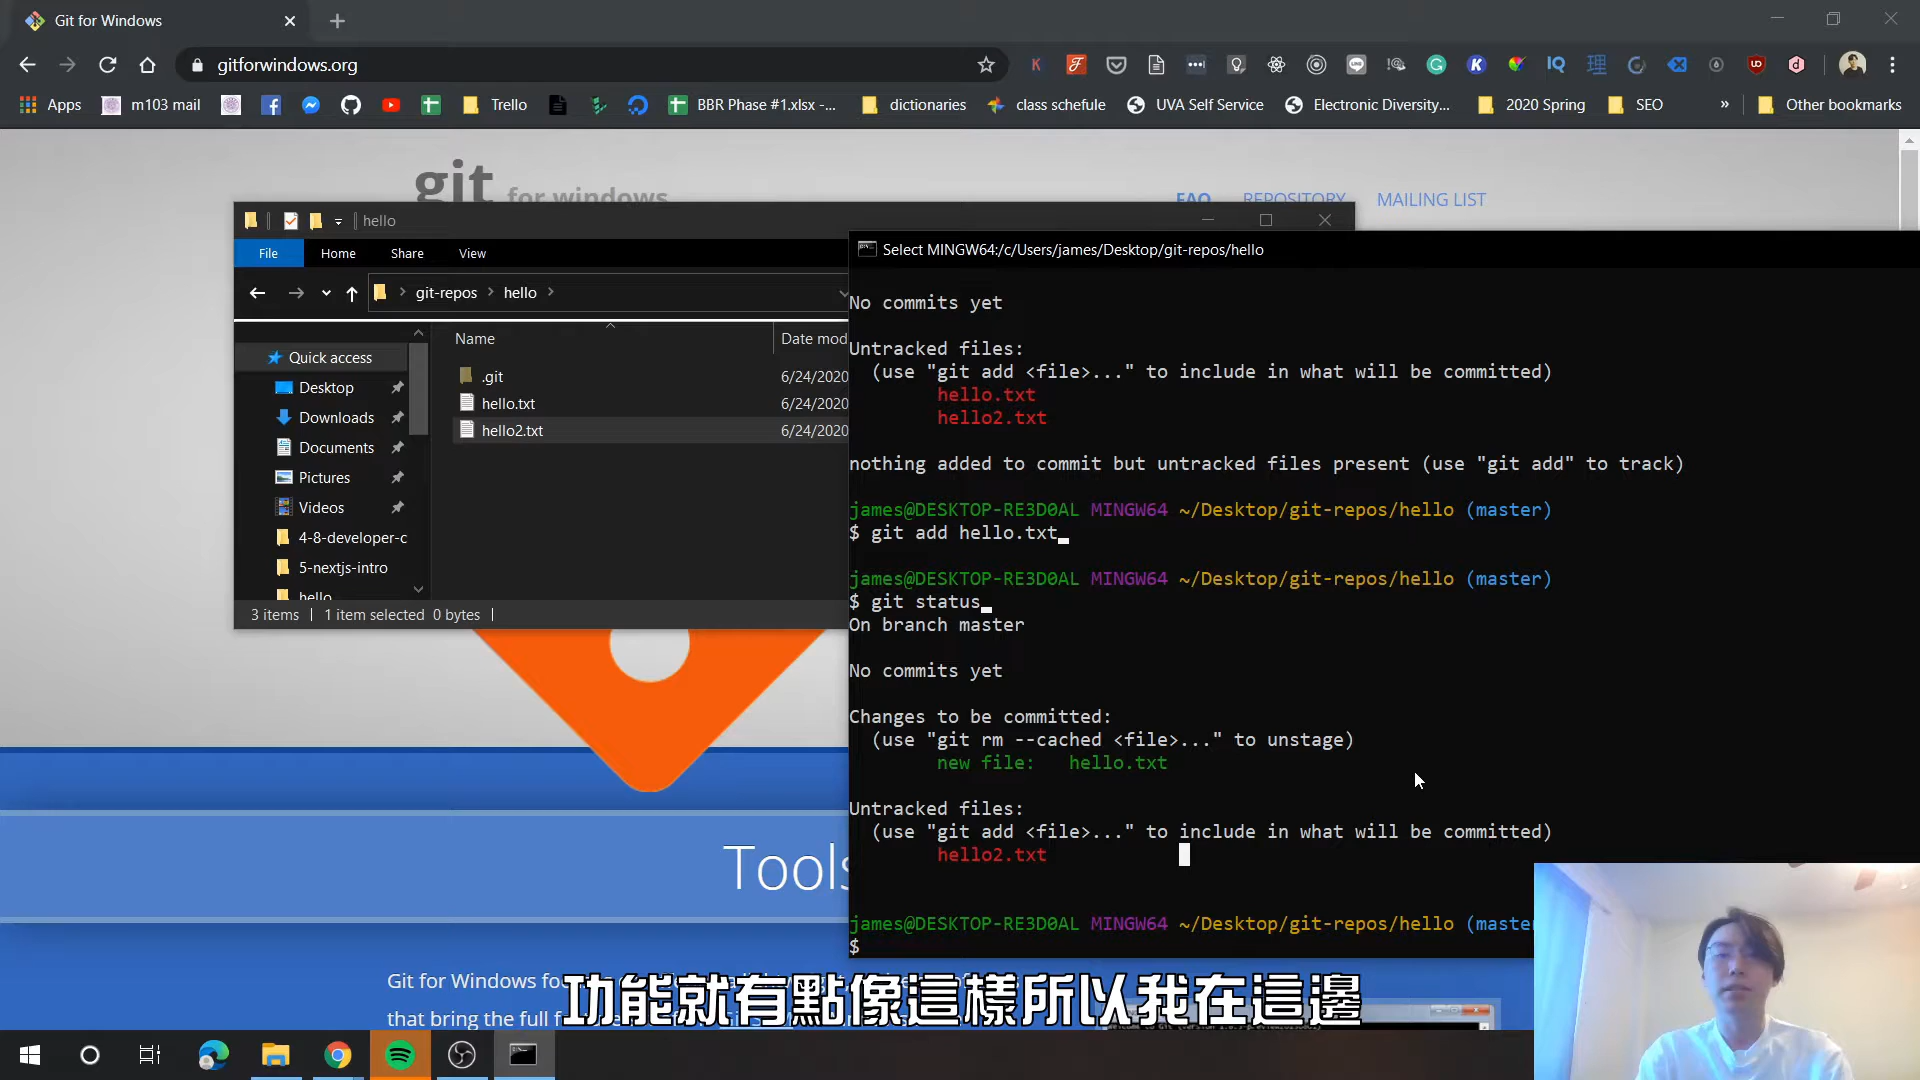 Git for Windows
gitforwindows.org
Apps
m103 mail
Trello
BBR Phase #1.xlsx -...
dictionaries
class schefule
UVA Self Service
Electronic Diversity...
2020 Spring
SEO
»
Other bookmarks
git for windows
FAQ
REPOSITORY
MAILING LIST
hello
File
Home
Share
View
git-repos
hello
Name
Date mod
Quick access
Desktop
Downloads
Documents
Pictures
Videos
4-8-developer-c
5-nextjs-intro
hello
.git
6/24/2020
hello.txt
6/24/2020
hello2.txt
6/24/2020
3 items
1 item selected 0 bytes
Select MINGW64:/c/Users/james/Desktop/git-repos/hello
No commits yet
Untracked files:
(use "git add <file>..." to include in what will be committed)
hello.txt
hello2.txt
nothing added to commit but untracked files present (use "git add" to track)
james@DESKTOP-RE3D0AL MINGW64 ~/Desktop/git-repos/hello (master)
$ git add hello.txt
james@DESKTOP-RE3D0AL MINGW64 ~/Desktop/git-repos/hello (master)
$ git status
On branch master
No commits yet
Changes to be committed:
(use "git rm --cached <file>..." to unstage)
new file: hello.txt
Untracked files:
(use "git add <file>..." to include in what will be committed)
hello2.txt
james@DESKTOP-RE3D0AL MINGW64 ~/Desktop/git-repos/hello (maste
$
Tools
Git for Windows fo
that bring the full f
功能就有點像這樣所以我在這邊